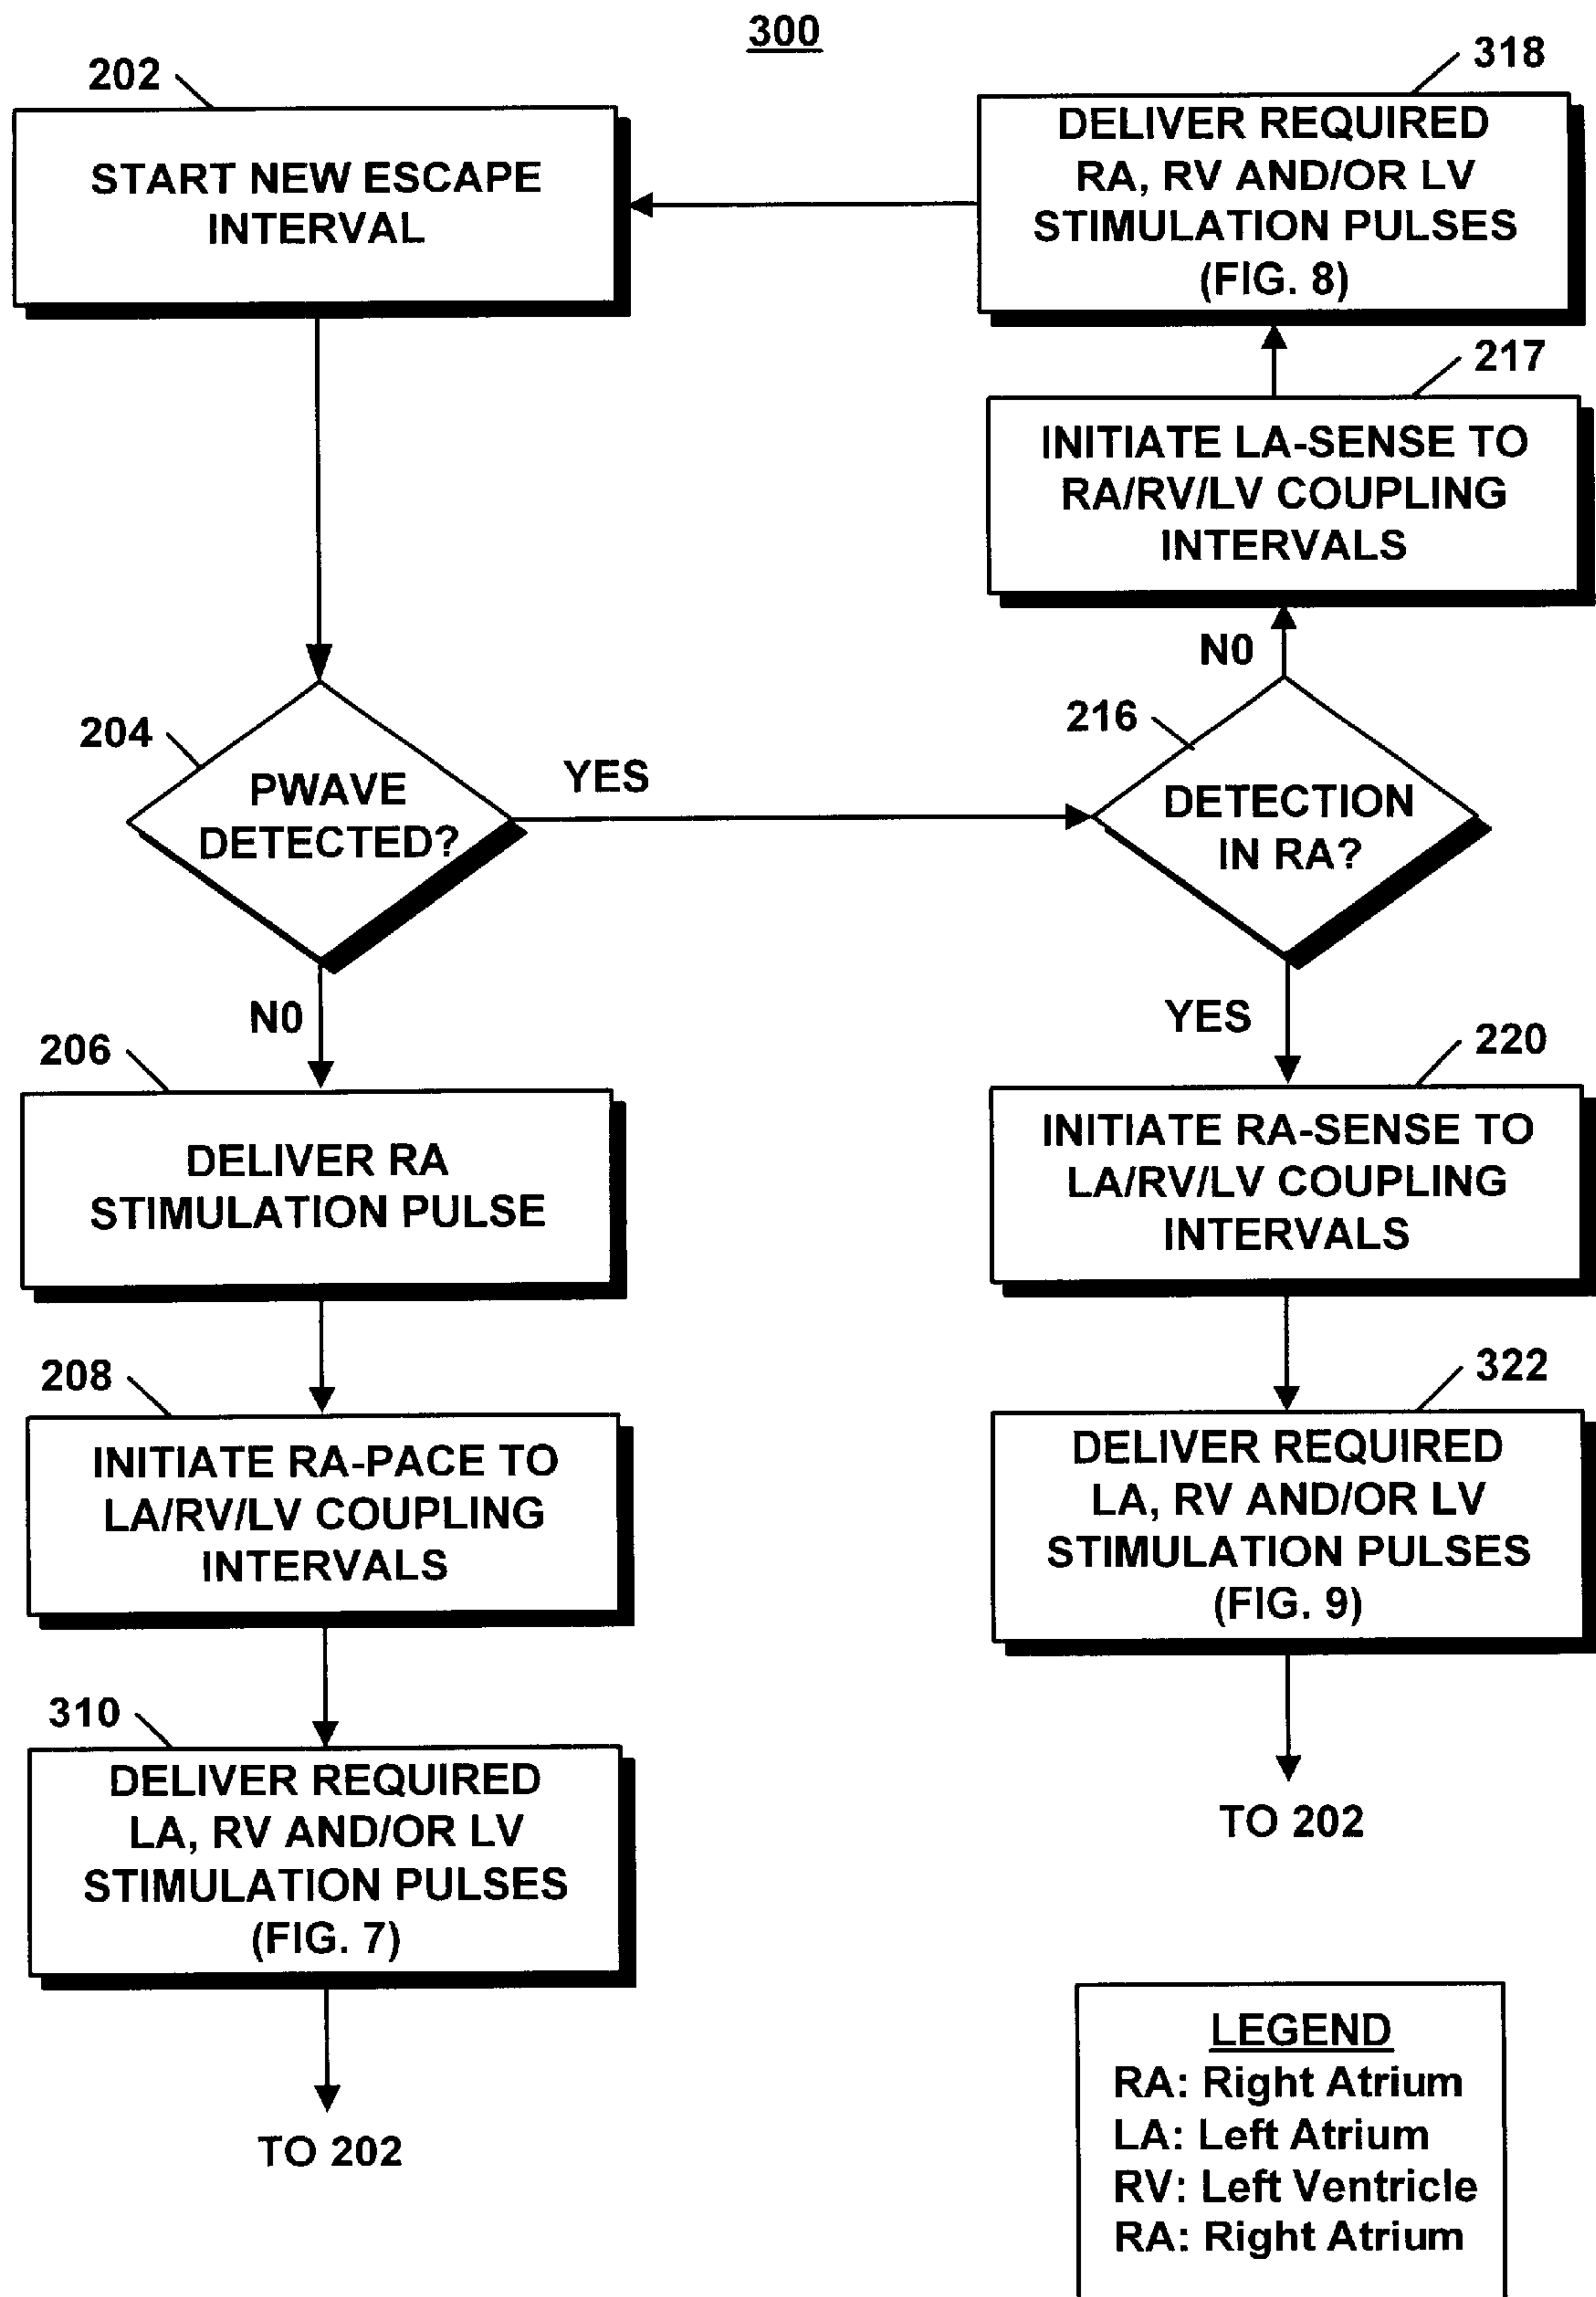 300
202
START NEW ESCAPE
INTERVAL
318
DELIVER REQUIRED
RA, RV AND/OR LV
STIMULATION PULSES
(FIG. 8)
217
INITIATE LA-SENSE TO
RA/RV/LV COUPLING
INTERVALS
NO
204
PWAVE
DETECTED?
YES
216
DETECTION
IN RA?
NO
YES
206
DELIVER RA
STIMULATION PULSE
220
INITIATE RA-SENSE TO
LA/RV/LV COUPLING
INTERVALS
208
INITIATE RA-PACE TO
LA/RV/LV COUPLING
INTERVALS
322
DELIVER REQUIRED
LA, RV AND/OR LV
STIMULATION PULSES
(FIG. 9)
TO 202
310
DELIVER REQUIRED
LA, RV AND/OR LV
STIMULATION PULSES
(FIG. 7)
TO 202
LEGEND
RA: Right Atrium
LA: Left Atrium
RV: Left Ventricle
RA: Right Atrium